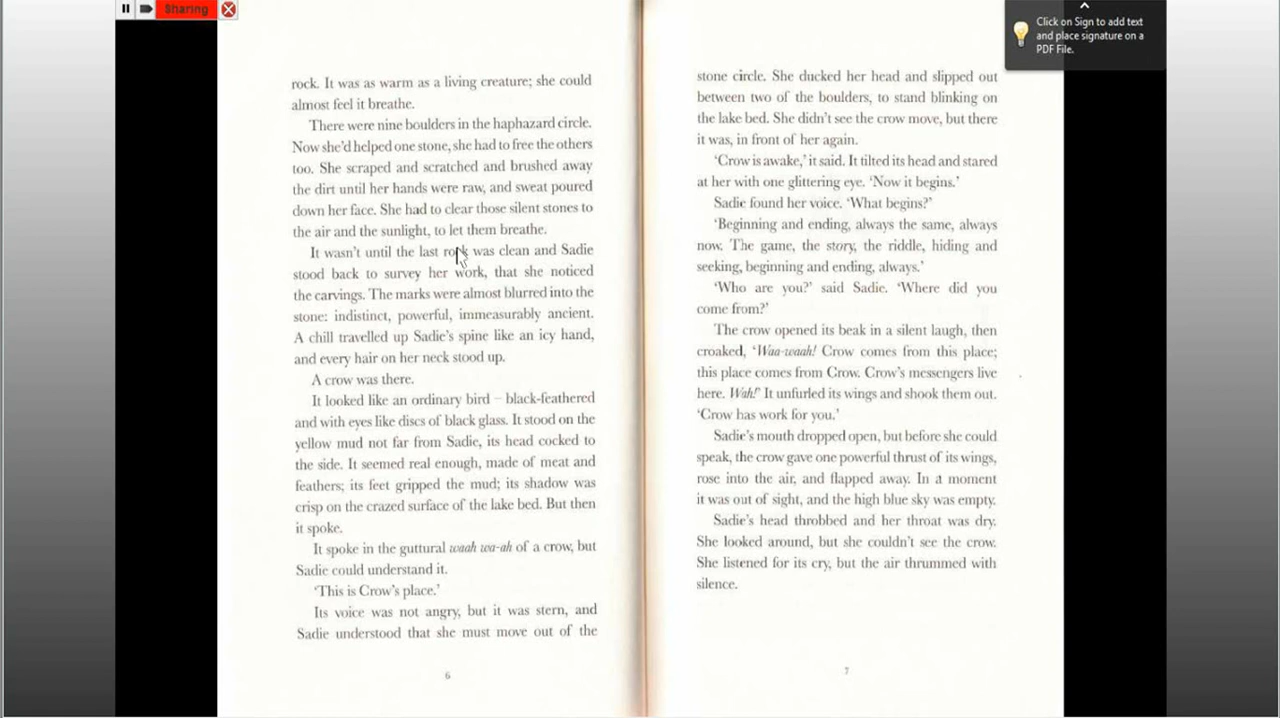 Sharing
Click on Sign to add text
and place signature on a
PDF File.
rock. It was as warm as a living creature; she could
almost feel it breathe.
There were nine boulders in the haphazard circle.
Now she'd helped one stone, she had to free the others
too. She scraped and scratched and brushed away
the dirt until her hands were raw, and sweat poured
down her face. She had to clear those silent stones to
the air and the sunlight, to let them breathe.
It wasn't until the last rock was clean and Sadie
stood back to survey her work, that she noticed
the carvings. The marks were almost blurred into the
stone: indistinct, powerful, immeasurably ancient.
A chill travelled up Sadie's spine like an icy hand,
and every hair on her neck stood up.
A crow was there.
It looked like an ordinary bird – black-feathered
and with eyes like discs of black glass. It stood on the
yellow mud not far from Sadie, its head cocked to
the side. It seemed real enough, made of meat and
feathers; its feet gripped the mud; its shadow was
crisp on the crazed surface of the lake bed. But then
it spoke.
It spoke in the guttural waah wa-ah of a crow, but
Sadie could understand it.
'This is Crow's place.'
Its voice was not angry, but it was stern, and
Sadie understood that she must move out of the
6
stone circle. She ducked her head and slipped out
between two of the boulders, to stand blinking on
the lake bed. She didn't see the crow move, but there
it was, in front of her again.
'Crow is awake,' it said. It tilted its head and stared
at her with one glittering eye. 'Now it begins.'
Sadie found her voice. 'What begins?'
'Beginning and ending, always the same, always
now. The game, the story, the riddle, hiding and
seeking, beginning and ending, always.'
'Who are you?' said Sadie. 'Where did you
come from?'
The crow opened its beak in a silent laugh, then
croaked, 'Waa-waah! Crow comes from this place;
this place comes from Crow. Crow's messengers live
here. Wah!' It unfurled its wings and shook them out.
'Crow has work for you.'
Sadie's mouth dropped open, but before she could
speak, the crow gave one powerful thrust of its wings,
rose into the air, and flapped away. In a moment
it was out of sight, and the high blue sky was empty.
Sadie's head throbbed and her throat was dry.
She looked around, but she couldn't see the crow.
She listened for its cry, but the air thrummed with
silence.
7